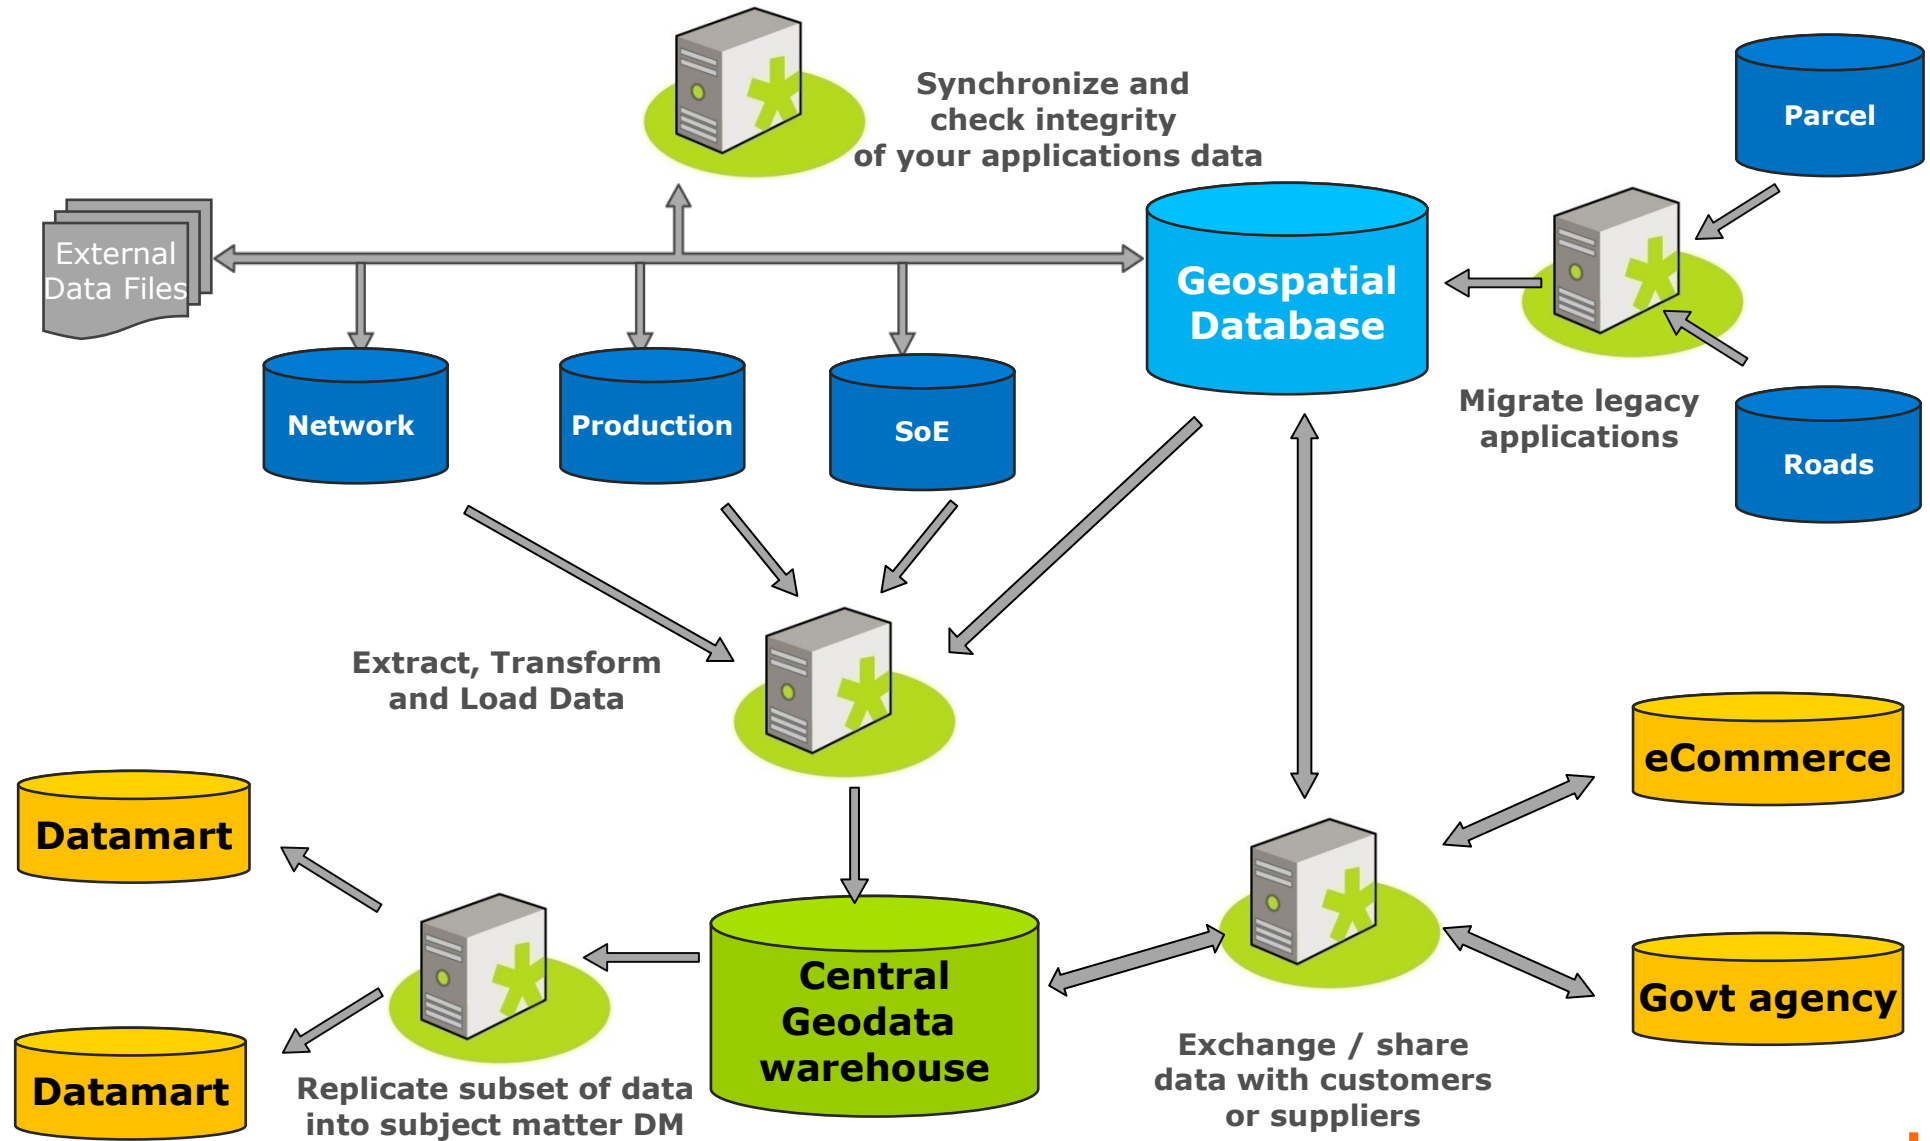 Synchronize and
check integrity
of your applications data
Parcel
External
Data Files
Geospatial
Database
Network
Production
SoE
Migrate legacy
applications
Roads
Extract, Transform
and Load Data
eCommerce
Datamart
Central
Geodata
warehouse
Govt agency
Exchange / share
data with customers
or suppliers
Datamart
Replicate subset of data
into subject matter DM